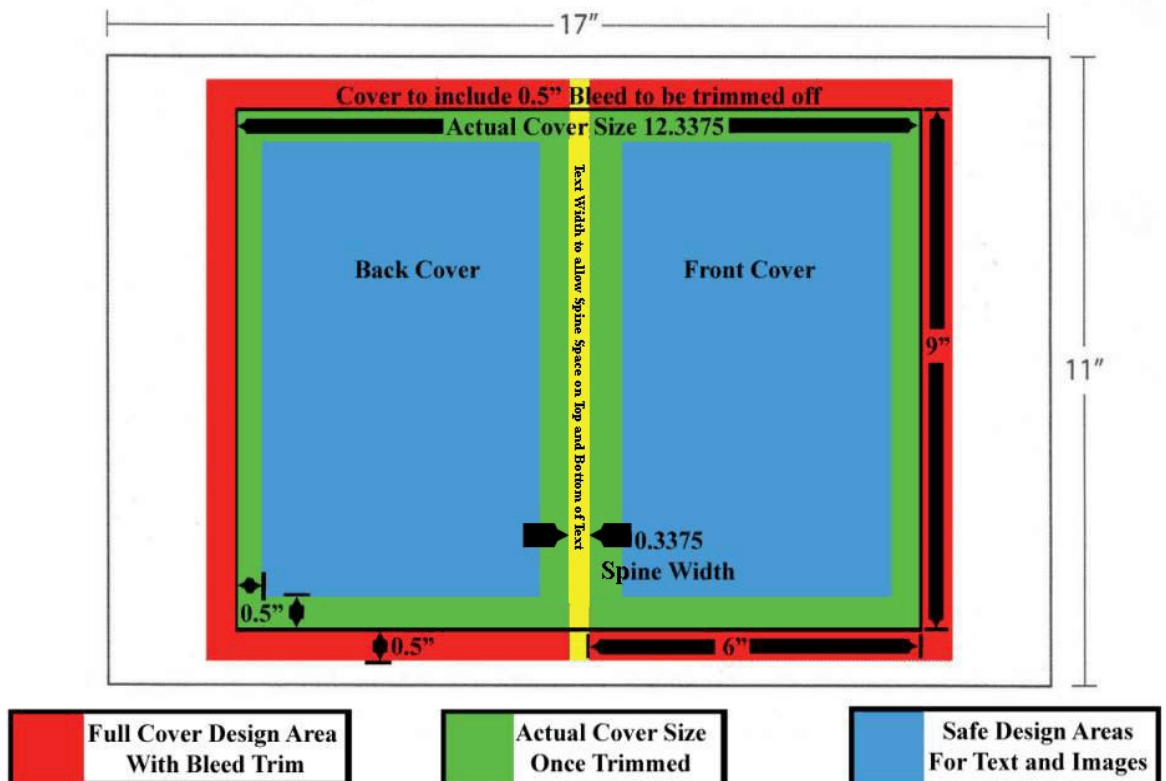 17"
Cover to include 0.5” Bleed to be trimmed off
Actual Cover Size 12.3375
Text Width to allow Spine Space on Top and Bottom of Text
Back Cover
Front Cover
9”
11"
0.3375
Spine Width
0.5”
0.5”
6”
Full Cover Design Area
With Bleed Trim
Actual Cover Size
Once Trimmed
Safe Design Areas
For Text and Images